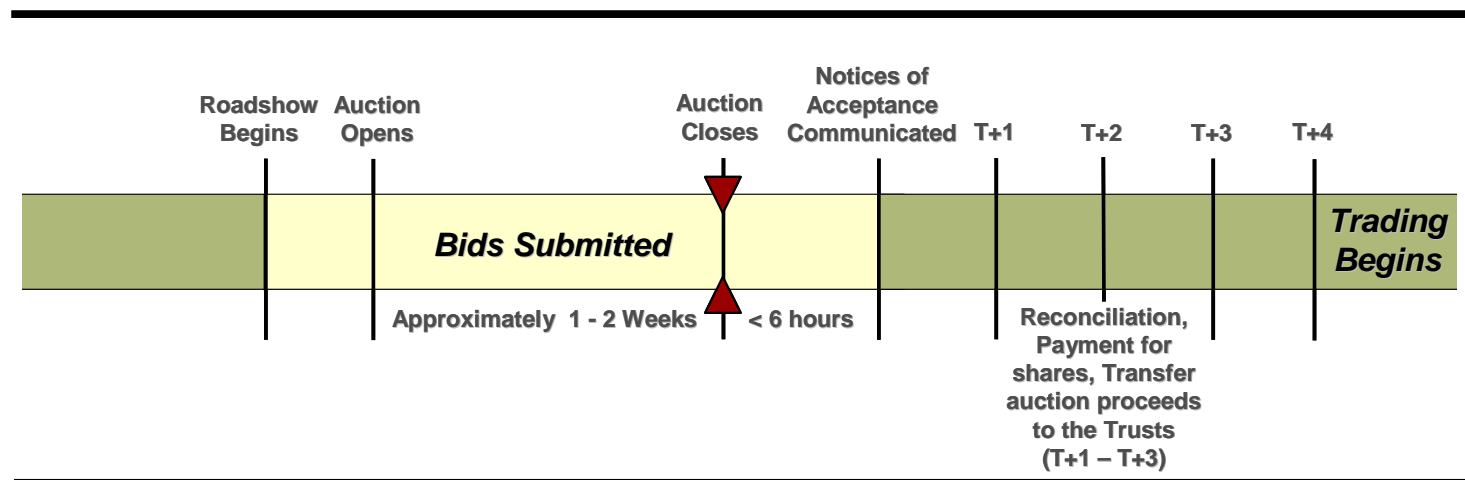 Roadshow
Begins
Auction
Opens
Auction
Closes
Notices of
Acceptance
Communicated
T+1
T+2
T+3
T+4
Bids Submitted
Trading
Begins
Approximately 1 - 2 Weeks
< 6 hours
Reconciliation,
Payment for
shares, Transfer
auction proceeds
to the Trusts
(T+1 – T+3)